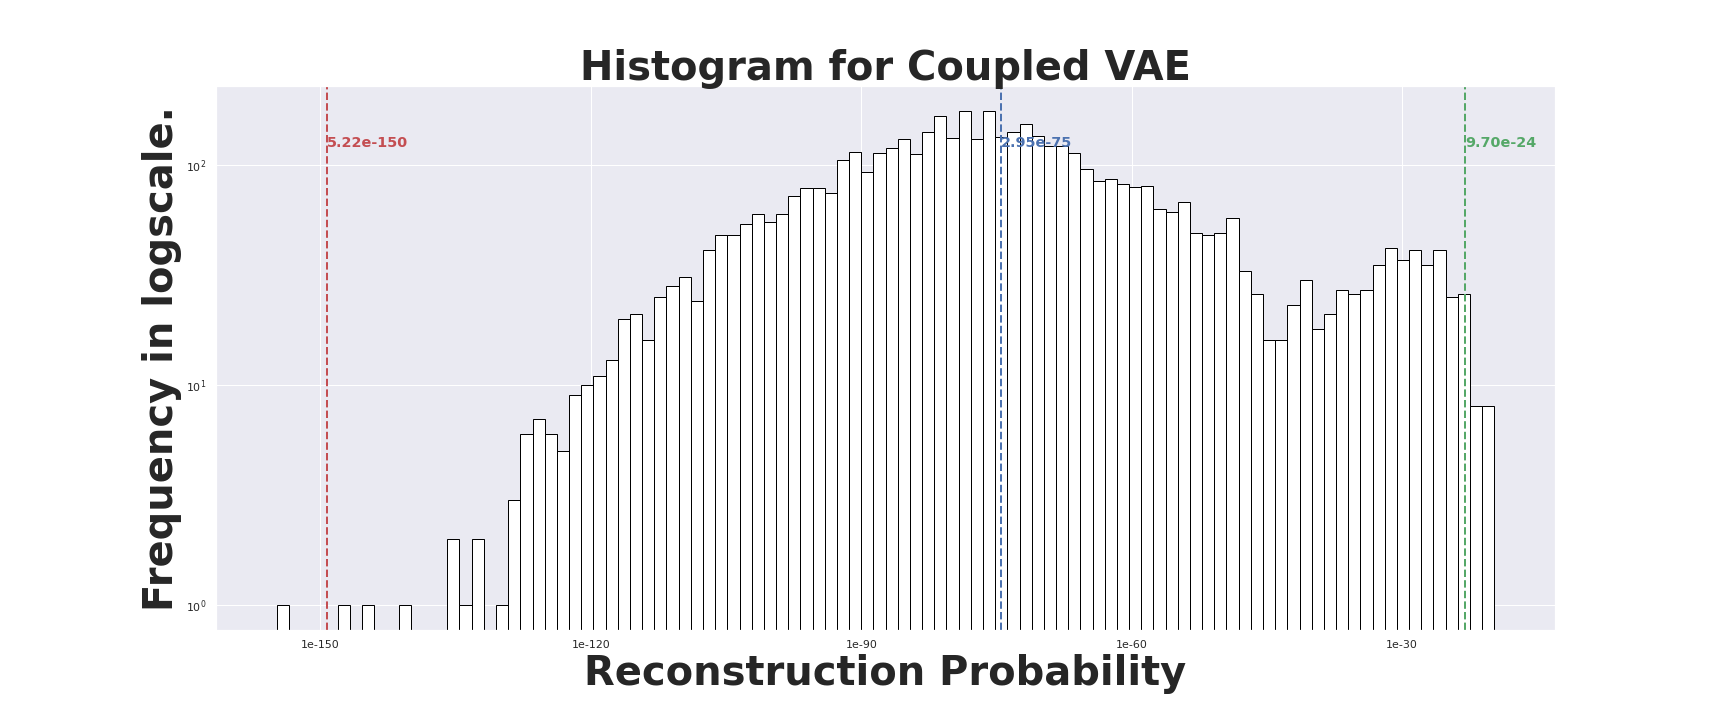 Histogram for Coupled VAE
Frequency in logscale.
10²
10¹
10⁰
5.22e-150
2.95e-75
9.70e-24
1e-150
1e-120
1e-90
1e-60
1e-30
Reconstruction Probability